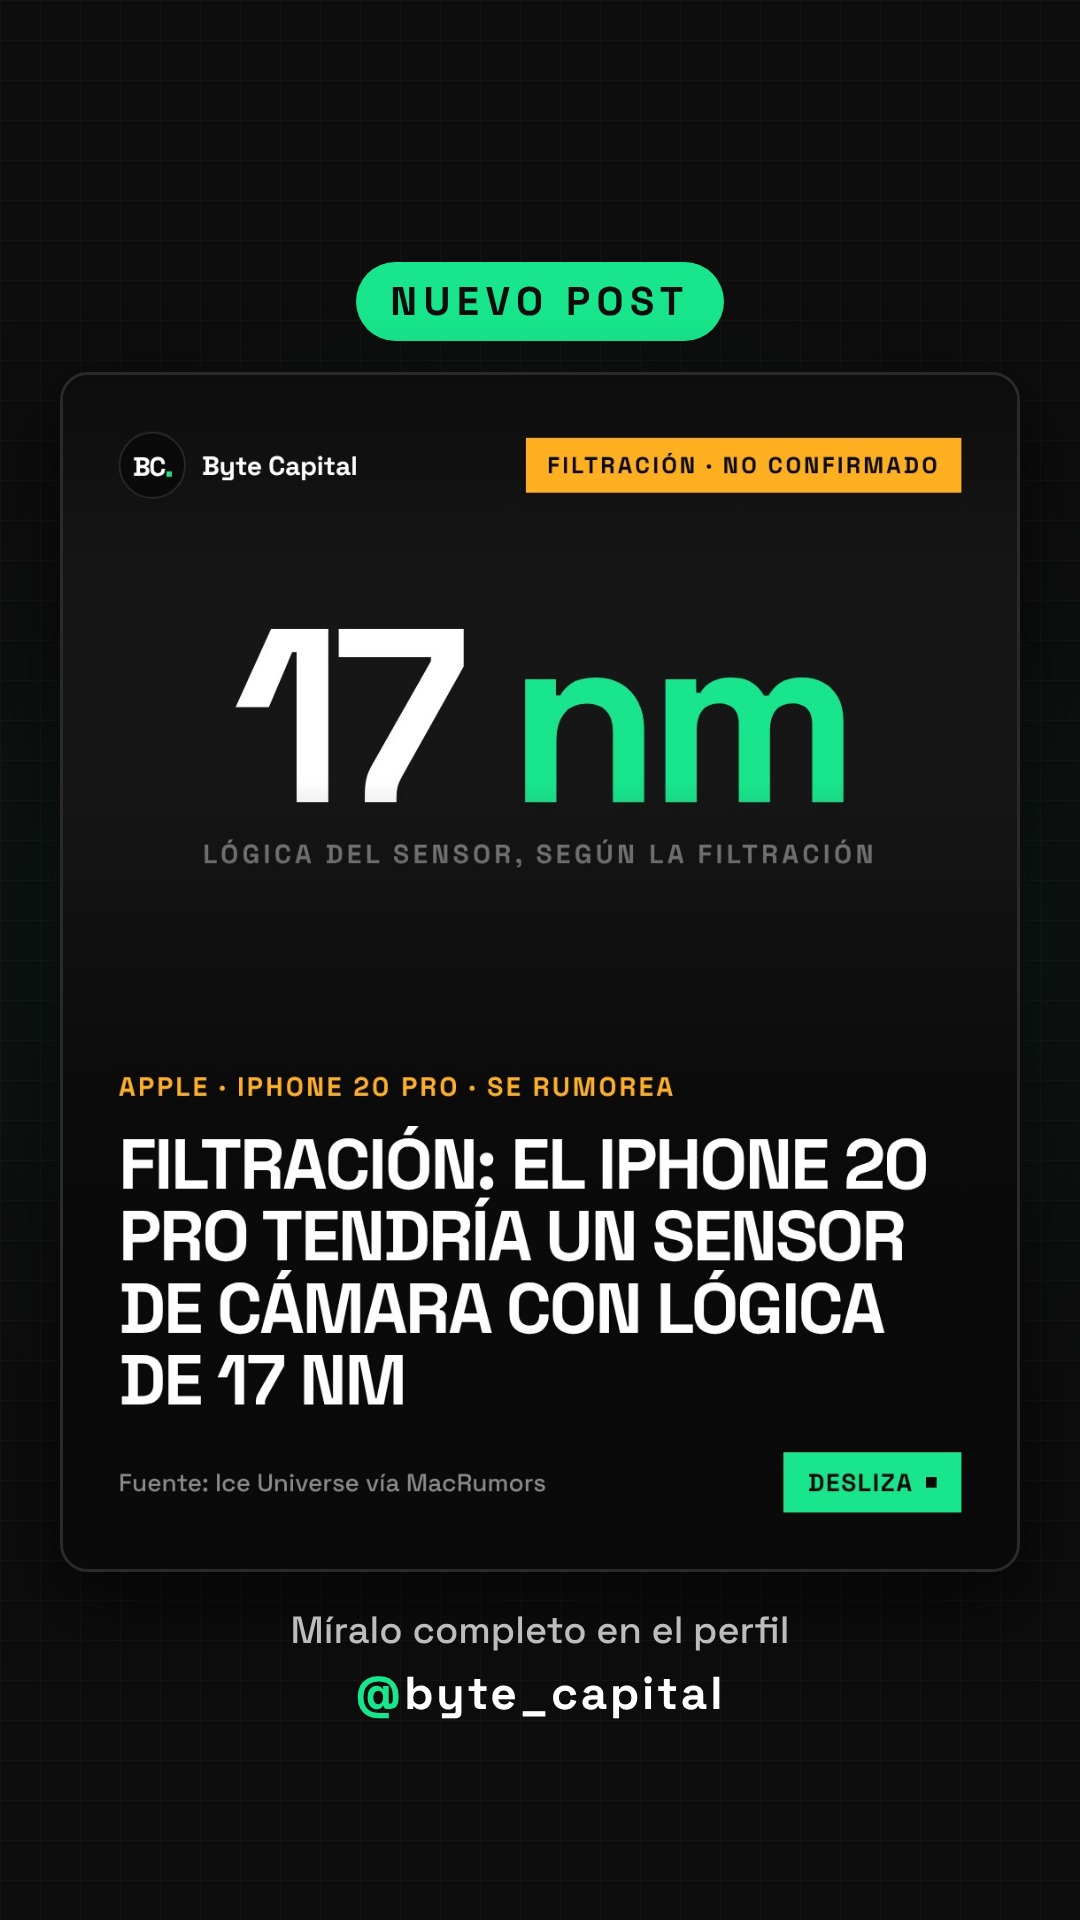 NUEVO POST
BC.
Byte Capital
FILTRACIÓN · NO CONFIRMADO
17 nm
LÓGICA DEL SENSOR, SEGÚN LA FILTRACIÓN
APPLE · IPHONE 20 PRO · SE RUMOREA
FILTRACIÓN: EL IPHONE 20
PRO TENDRÍA UN SENSOR
DE CÁMARA CON LÓGICA
DE 17 NM
Fuente: Ice Universe vía MacRumors
DESLIZA
Míralo completo en el perfil
@byte_capital